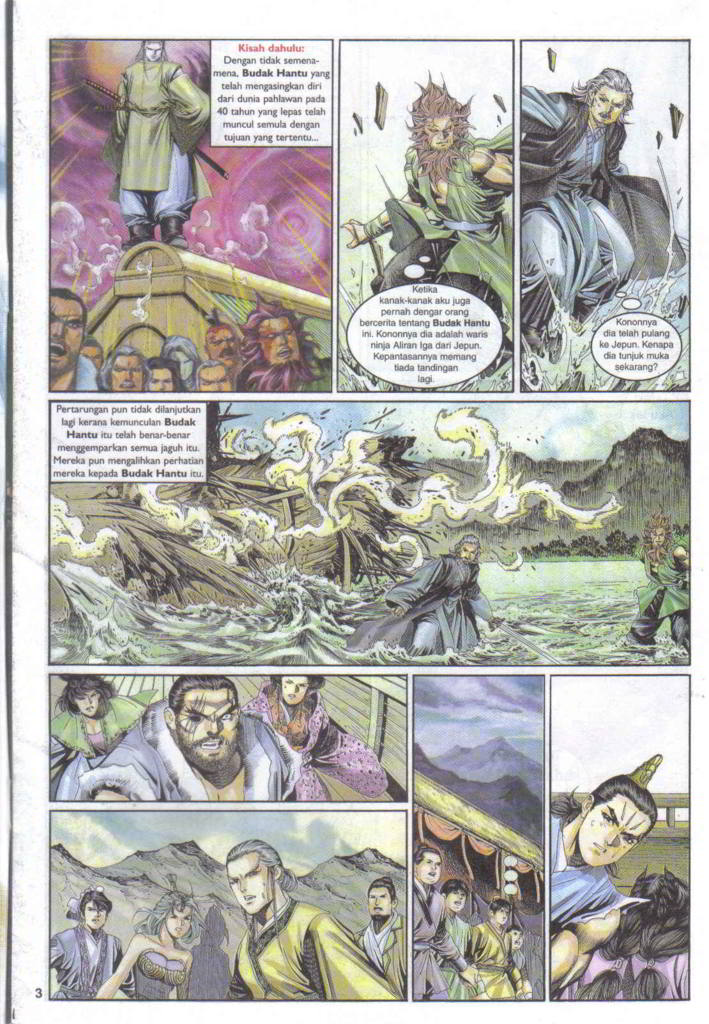 Kisah dahulu:
Dengan tidak semena-
mena, Budak Hantu yang
telah mengasingkan diri
dari dunia pahlawan pada
40 tahun yang lepas telah
muncul semula dengan
tujuan yang tertentu...
Ketika
kanak-kanak aku juga
pernah dengar orang
bercerita tentang Budak Hantu
ini. Kononnya dia adalah waris
ninja Aliran Iga dari Jepun.
Kepantasannya memang
tiada tandingan
lagi.
Kononnya
dia telah pulang
ke Jepun. Kenapa
dia tunjuk muka
sekarang?
Pertarungan pun tidak dilanjutkan
lagi kerana kemunculan Budak
Hantu itu telah benar-benar
menggemparkan semua jaguh itu.
Mereka pun mengalihkan perhatian
mereka kepada Budak Hantu itu.
3